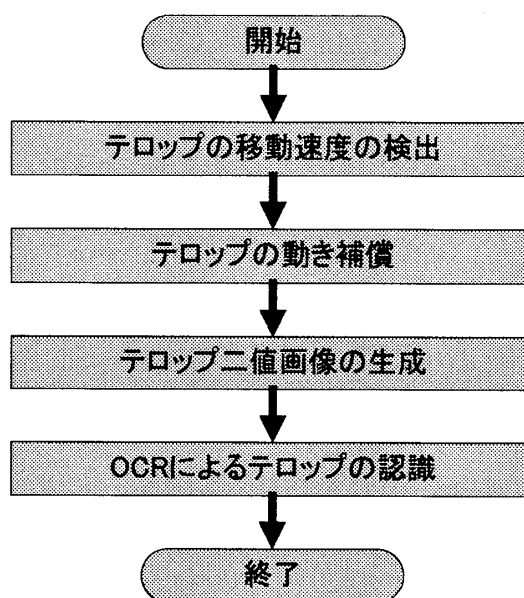 開始
テロップの移動速度の検出
テロップの動き補償
テロップ二値画像の生成
OCRによるテロップの認識
終了